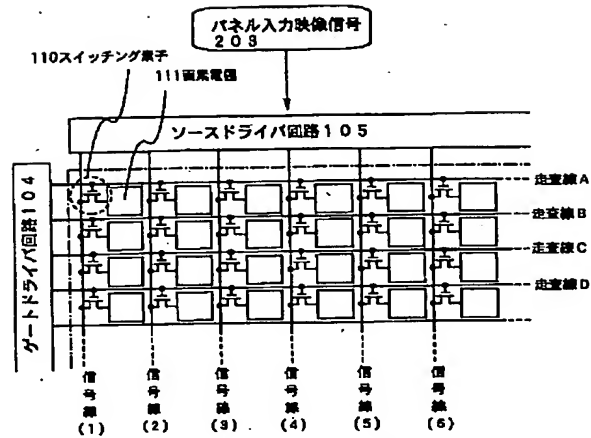 パネル入力映像信号
203
110スイッチング素子
111画素電極
ソースドライバ回路105
ゲートドライバ回路104
走査線A
走査線B
走査線C
走査線D
信号線(1)
信号線(2)
信号線(3)
信号線(4)
信号線(5)
信号線(6)